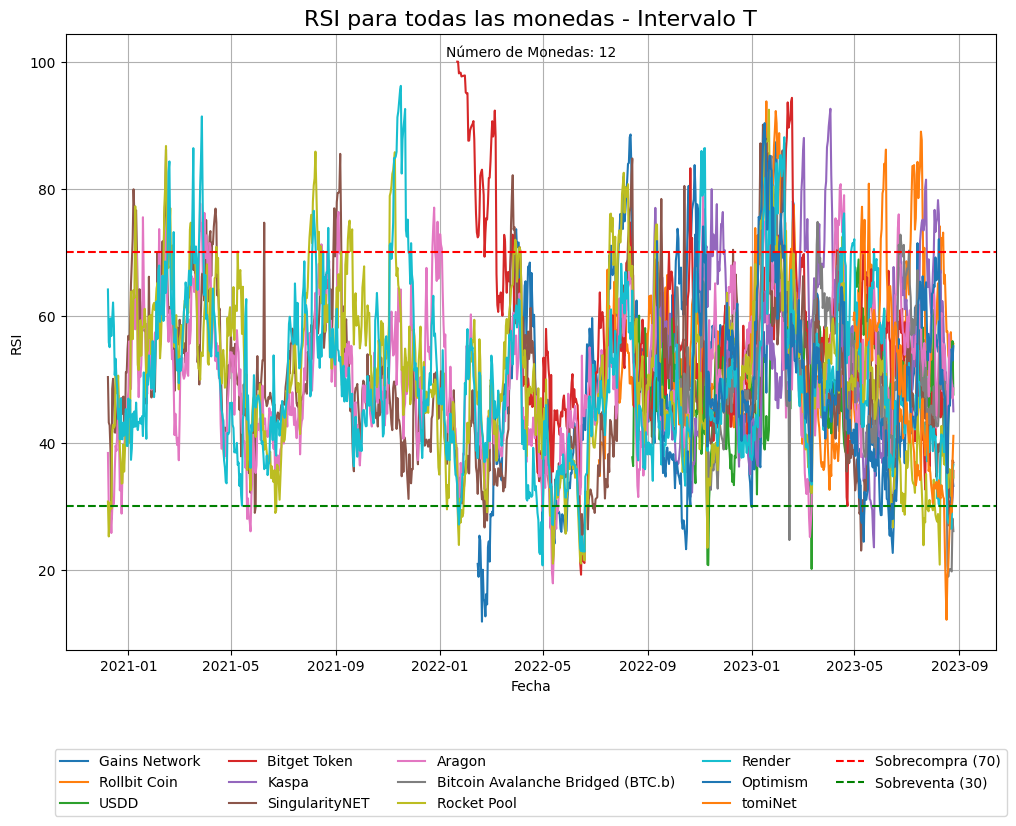 RSI para todas las monedas - Intervalo T
Número de Monedas: 12
100
80
60
40
20
RSI
2021-01 2021-05 2021-09 2022-01 2022-05 2022-09 2023-01 2023-05 2023-09
Fecha
Gains Network Bitget Token Aragon Render Sobrecompra (70)
Rollbit Coin Kaspa Bitcoin Avalanche Bridged (BTC.b) Optimism Sobreventa (30)
USDD SingularityNET Rocket Pool tomiNet